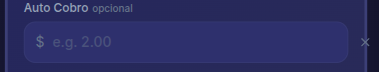 Auto Cobro opcional
$ e.g. 2.00 ×